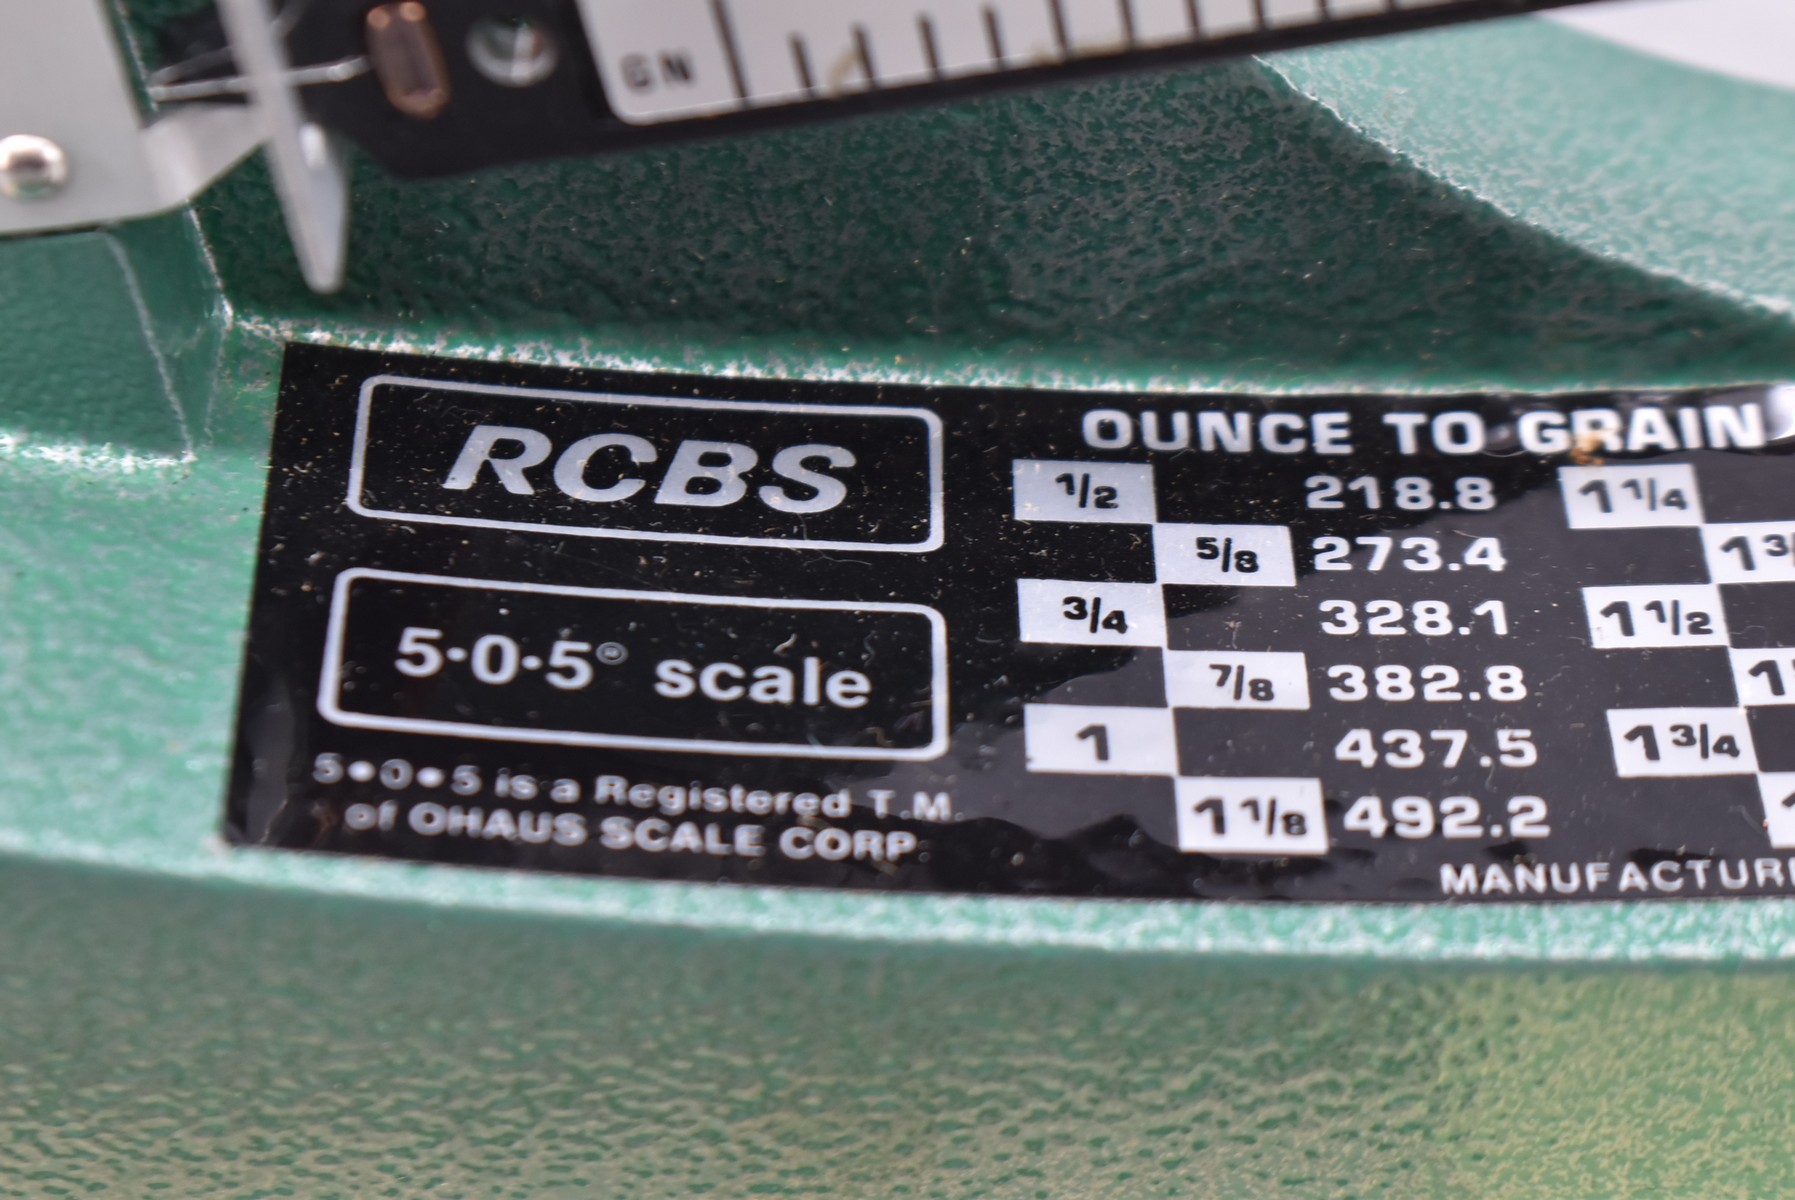 GN
RCBS
5·0·5® scale
5•0•5 is a Registered T.M.
of OHAUS SCALE CORP.
OUNCE TO GRAIN
1/2 218.8 1 1/4
5/8 273.4
3/4 328.1 1 1/2
7/8 382.8
1 437.5 1 3/4
1 1/8 492.2